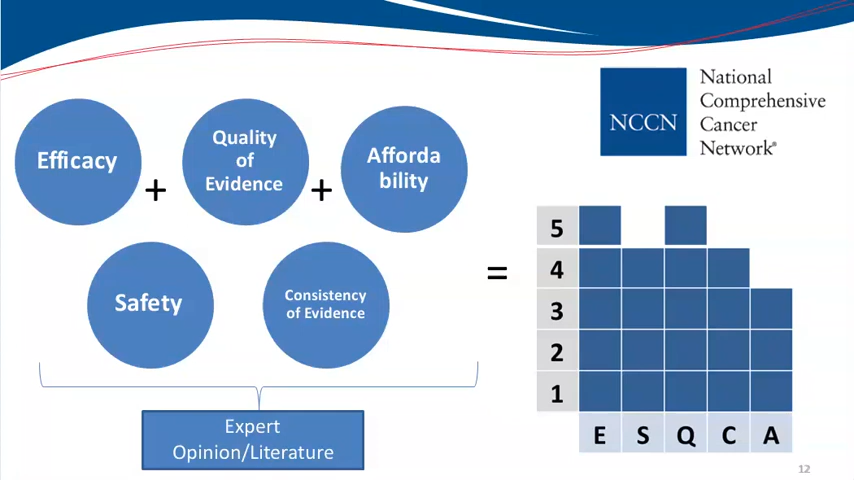 NCCN
National
Comprehensive
Cancer
Network®
Efficacy
+
Quality
of
Evidence
+
Afforda
bility
Safety
Consistency
of Evidence
=
5
4
3
2
1
E S Q C A
Expert
Opinion/Literature
12